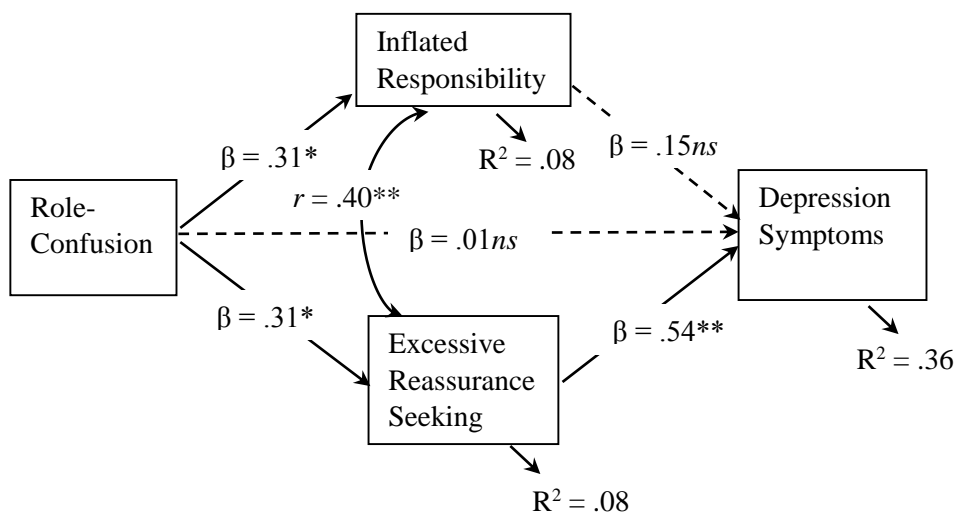 Inflated
Responsibility
β = .31*
R² = .08
β = .15ns
r = .40**
Role-
Confusion
β = .01ns
Depression
Symptoms
β = .31*
Excessive
Reassurance
Seeking
β = .54**
R² = .36
R² = .08